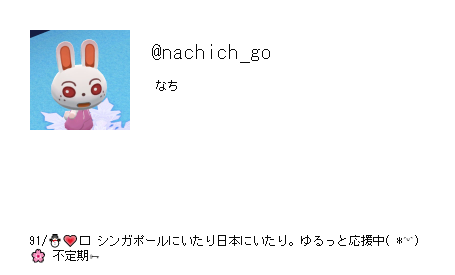 @nachich_go
なち
91/⛄❤️□ シンガポールにいたり日本にいたり。ゆるっと応援中( *˘ᵕ˘)
🌸 不定期✄